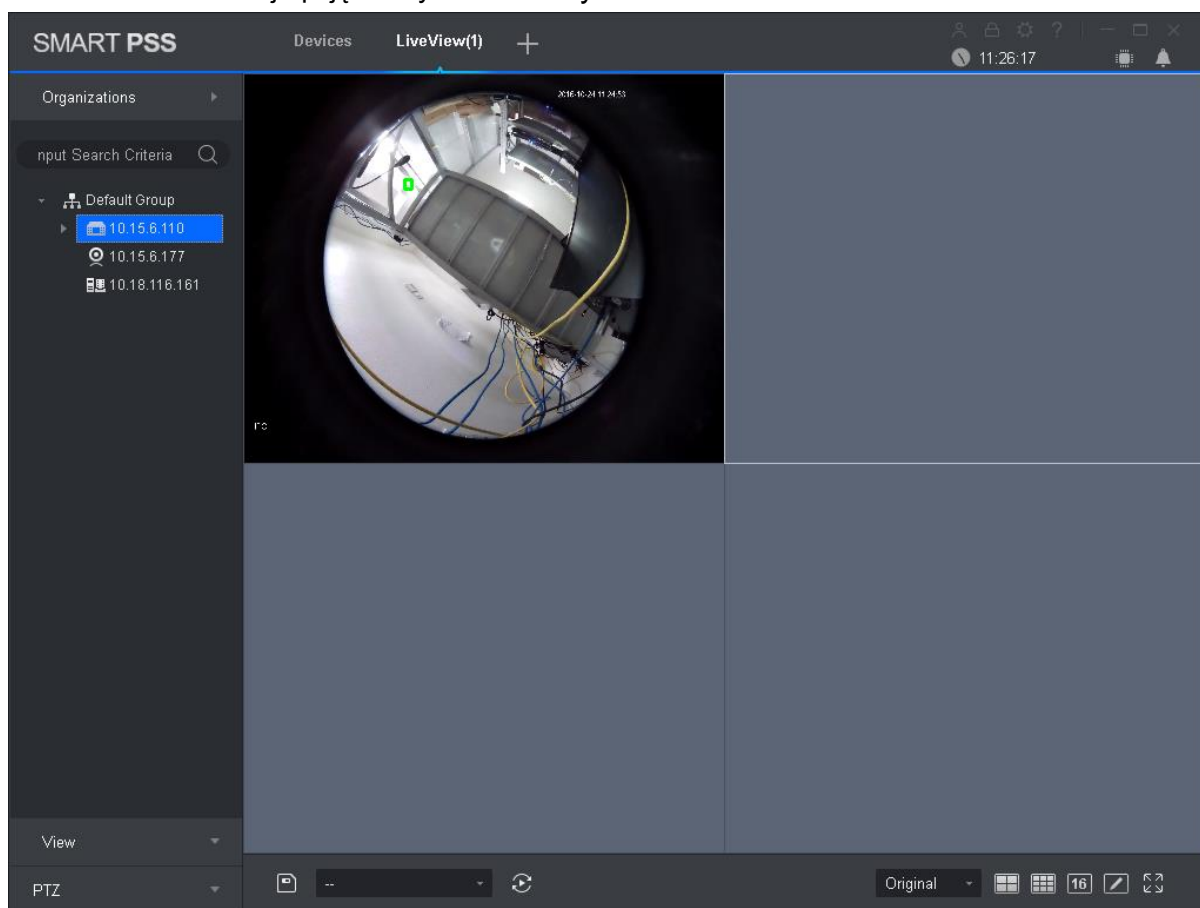 SMART PSS
Devices LiveView(1)
11:26:17
Organizations
nput Search Criteria
Default Group
10.15.6.110
10.15.6.177
10.18.116.161
2016-10-24 11:24:53
View
PTZ
--
Original
16